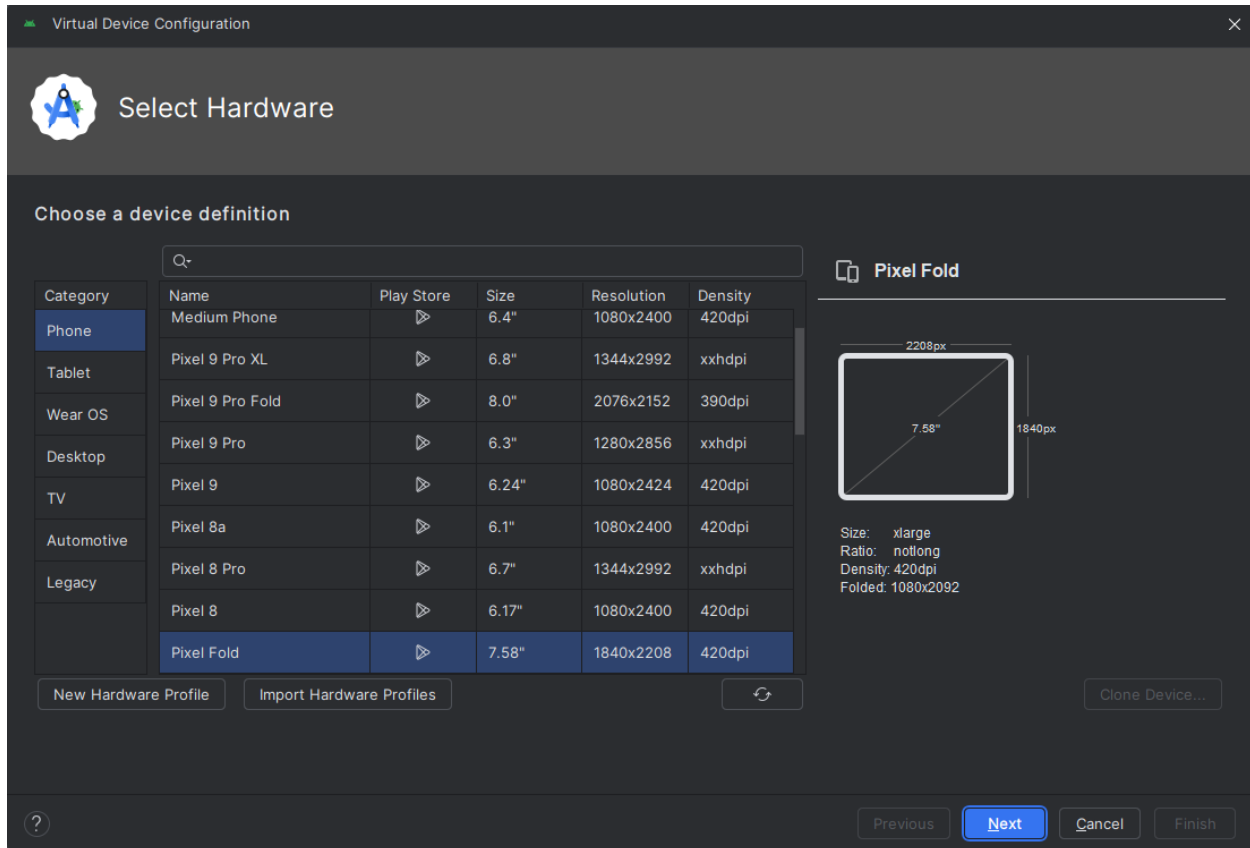 Virtual Device Configuration
Select Hardware
Choose a device definition
Category
Phone
Tablet
Wear OS
Desktop
TV
Automotive
Legacy
Name Play Store Size Resolution Density
Medium Phone 6.4" 1080x2400 420dpi
Pixel 9 Pro XL 6.8" 1344x2992 xxhdpi
Pixel 9 Pro Fold 8.0" 2076x2152 390dpi
Pixel 9 Pro 6.3" 1280x2856 xxhdpi
Pixel 9 6.24" 1080x2424 420dpi
Pixel 8a 6.1" 1080x2400 420dpi
Pixel 8 Pro 6.7" 1344x2992 xxhdpi
Pixel 8 6.17" 1080x2400 420dpi
Pixel Fold 7.58" 1840x2208 420dpi
New Hardware Profile Import Hardware Profiles
Pixel Fold
2208px
7.58" 1840px
Size: xlarge
Ratio: notlong
Density: 420dpi
Folded: 1080x2092
Clone Device...
? Previous Next Cancel Finish